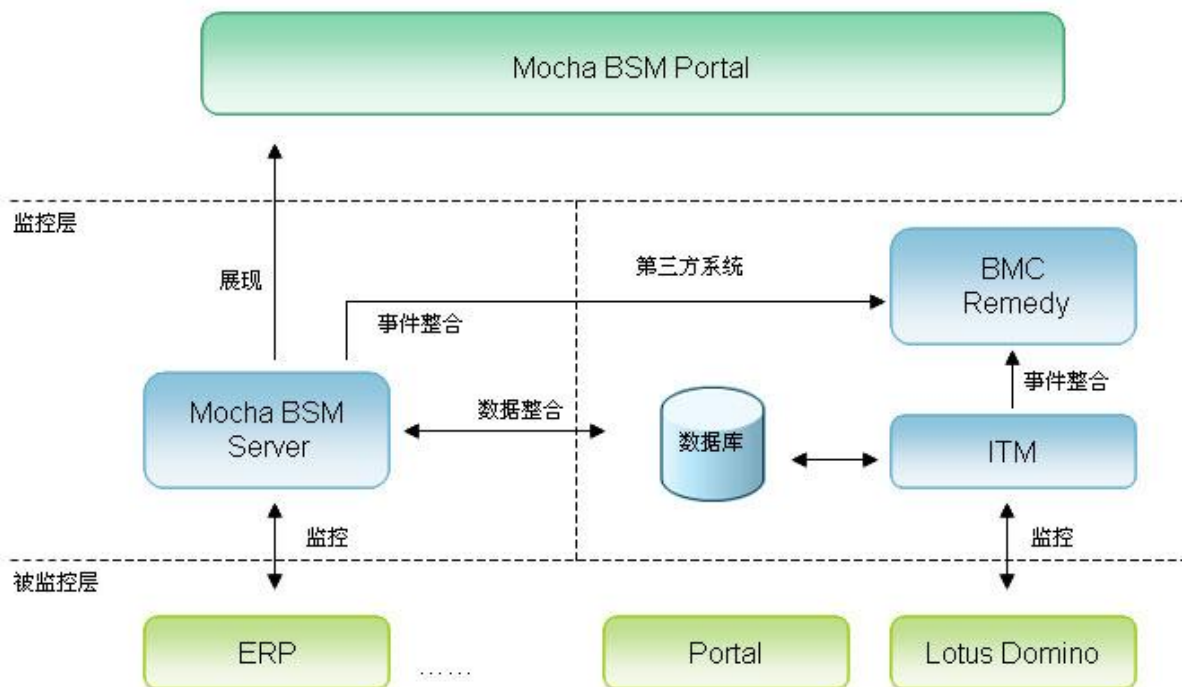 Mocha BSM Portal
监控层
展现
第三方系统
BMC
Remedy
事件整合
事件整合
Mocha BSM
Server
数据整合
数据库
ITM
监控
监控
被监控层
ERP
......
Portal
Lotus Domino